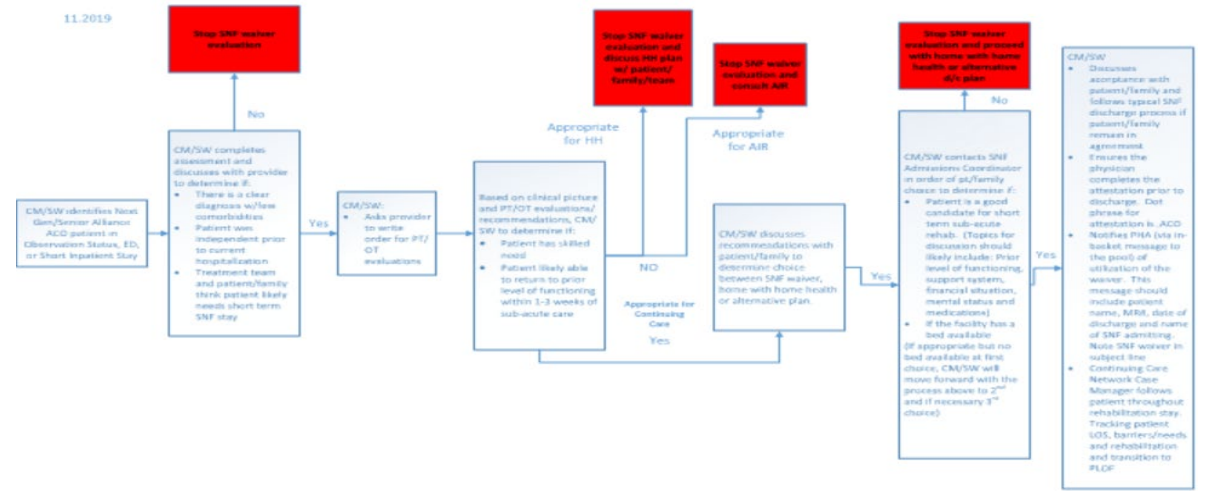 11.2019
Stop SNF waiver
evaluation
No
CM/SW identifies Next
Gen/Senior Alliance
ACO patient in
Observation Status, ED,
or Short Inpatient Stay
CM/SW completes
assessment and
discusses with provider
to determine if:
• There is a clear
diagnosis w/few
comorbidities
• Patient was
independent prior
to current
hospitalization
• Treatment team
and patient/family
think patient likely
needs short term
SNF stay
Yes
CM/SW:
• Asks provider
to write
order for PT/
OT
evaluations
Based on clinical picture
and PT/OT evaluations/
recommendations, CM/
SW to determine if:
• Patient has skilled
need
• Patient likely able
to return to prior
level of functioning
within 1-3 weeks of
sub-acute care
Stop SNF waiver
evaluation and
discuss HH plan
w/ patient/
family/team
Appropriate
for HH
Stop SNF waiver
evaluation and
consult AIR
Appropriate
for AIR
NO
Appropriate for
Continuing
Care
Yes
CM/SW discusses
recommendations with
patient/family to
determine choice
between SNF waiver,
home with home health
or alternative plan.
Yes
Stop SNF waiver
evaluation and proceed
with home with home
health or alternative
d/c plan
No
CM/SW contacts SNF
Admissions Coordinator
in order of pt/family
choice to determine if:
• Patient is a good
candidate for short
term sub-acute
rehab. (Topics for
discussion should
likely include: Prior
level of functioning,
support system,
financial situation,
mental status and
medications)
• If the facility has a
bed available
(If appropriate but no
bed available at first
choice, CM/SW will
move forward with the
process above to 2nd
and if necessary 3rd
choice)
Yes
CM/SW
• Discusses
acceptance with
patient/family and
follows typical SNF
discharge process if
patient/family
remain in
agreement
• Ensures the
physician
completes the
attestation prior to
discharge. Dot
phrase for
attestation is .ACO
• Notifies PHA (via in-
basket message to
the pool) of
utilization of the
waiver. This
message should
include patient
name, MR#, date of
discharge and name
of SNF admitting.
Note SNF waiver in
subject line
• Continuing Care
Network Case
Manager follows
patient throughout
rehabilitation stay.
Tracking patient
LOS, barriers/needs
and rehabilitation
and transition to
PLOF